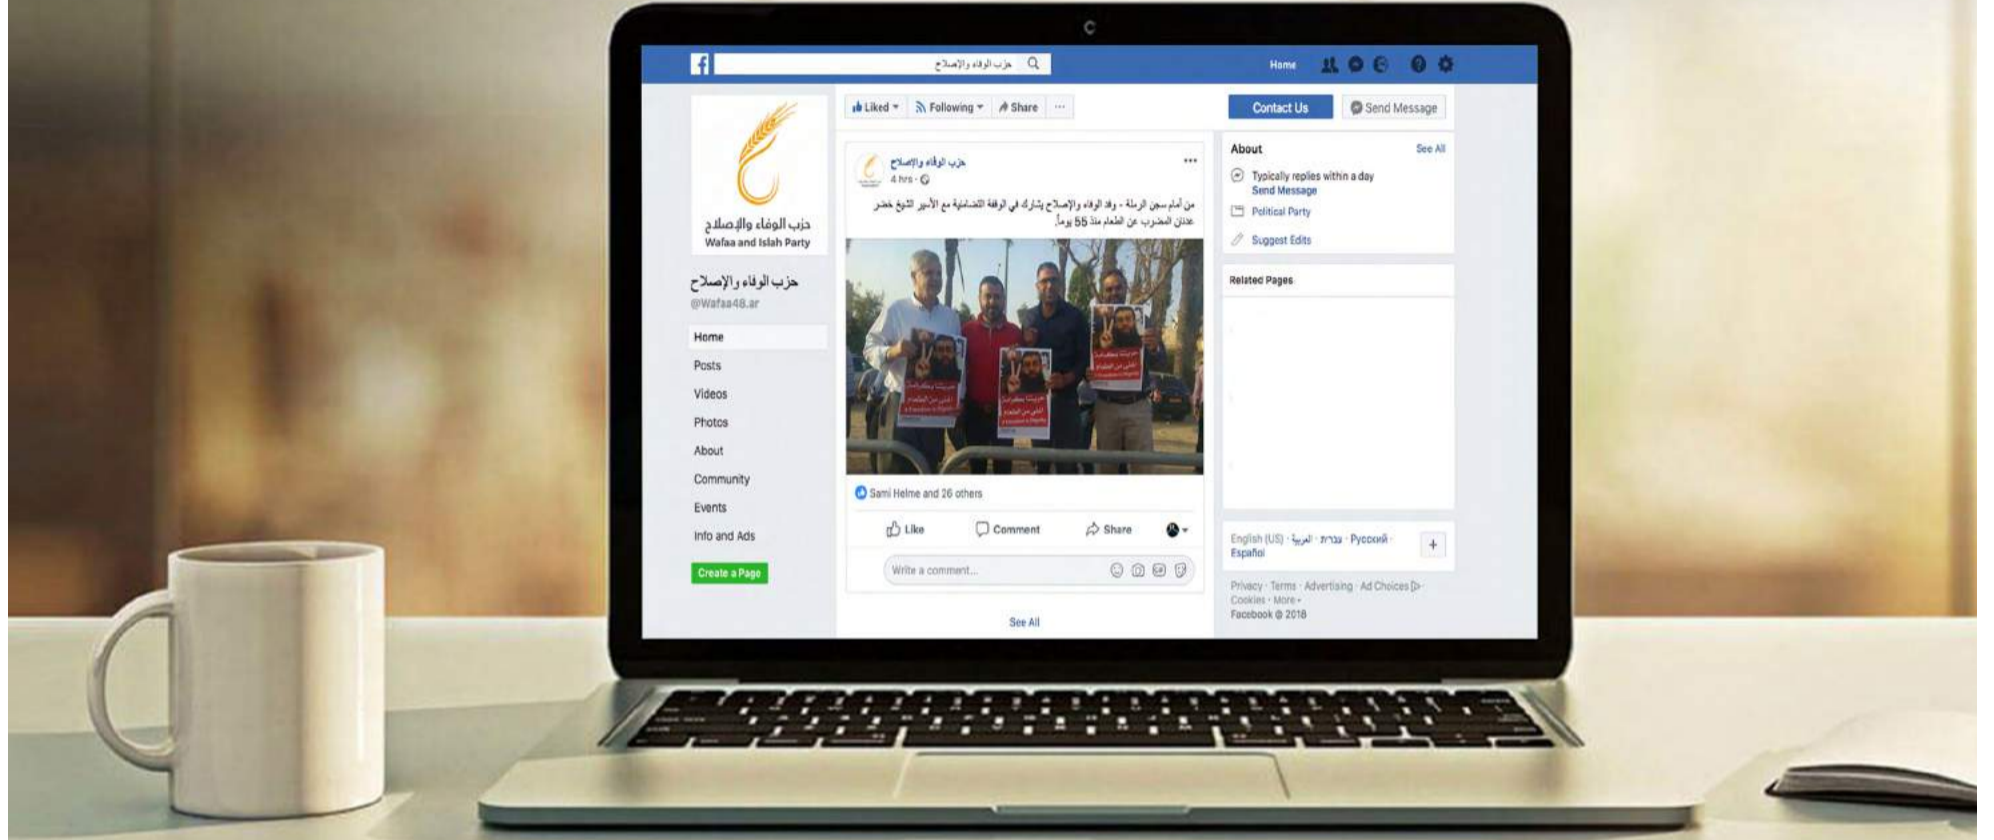 حزب الوفاء والإصلاح
Home
Liked
Following
Share
Contact Us
Send Message
حزب الوفاء والإصلاح
Wafaa and Islah Party
حزب الوفاء والإصلاح
@Wafaa48.ar
Home
Posts
Videos
Photos
About
Community
Events
Info and Ads
Create a Page
حزب الوفاء والإصلاح
4 hrs ·
من أمام سجن الرملة - وفد الوفاء والإصلاح يشارك في الوقفة التضامنية مع الأسير الشيخ خضر
عدنان المضرب عن الطعام منذ 55 يوماً.
حريتنا وكرامتنا
اغلى من الطعام
Sami Helme and 26 others
Like
Comment
Share
Write a comment...
See All
About
See All
Typically replies within a day
Send Message
Political Party
Suggest Edits
Related Pages
English (US) · العربية · עברית · Русский ·
Español
Privacy · Terms · Advertising · Ad Choices
Cookies · More
Facebook © 2018